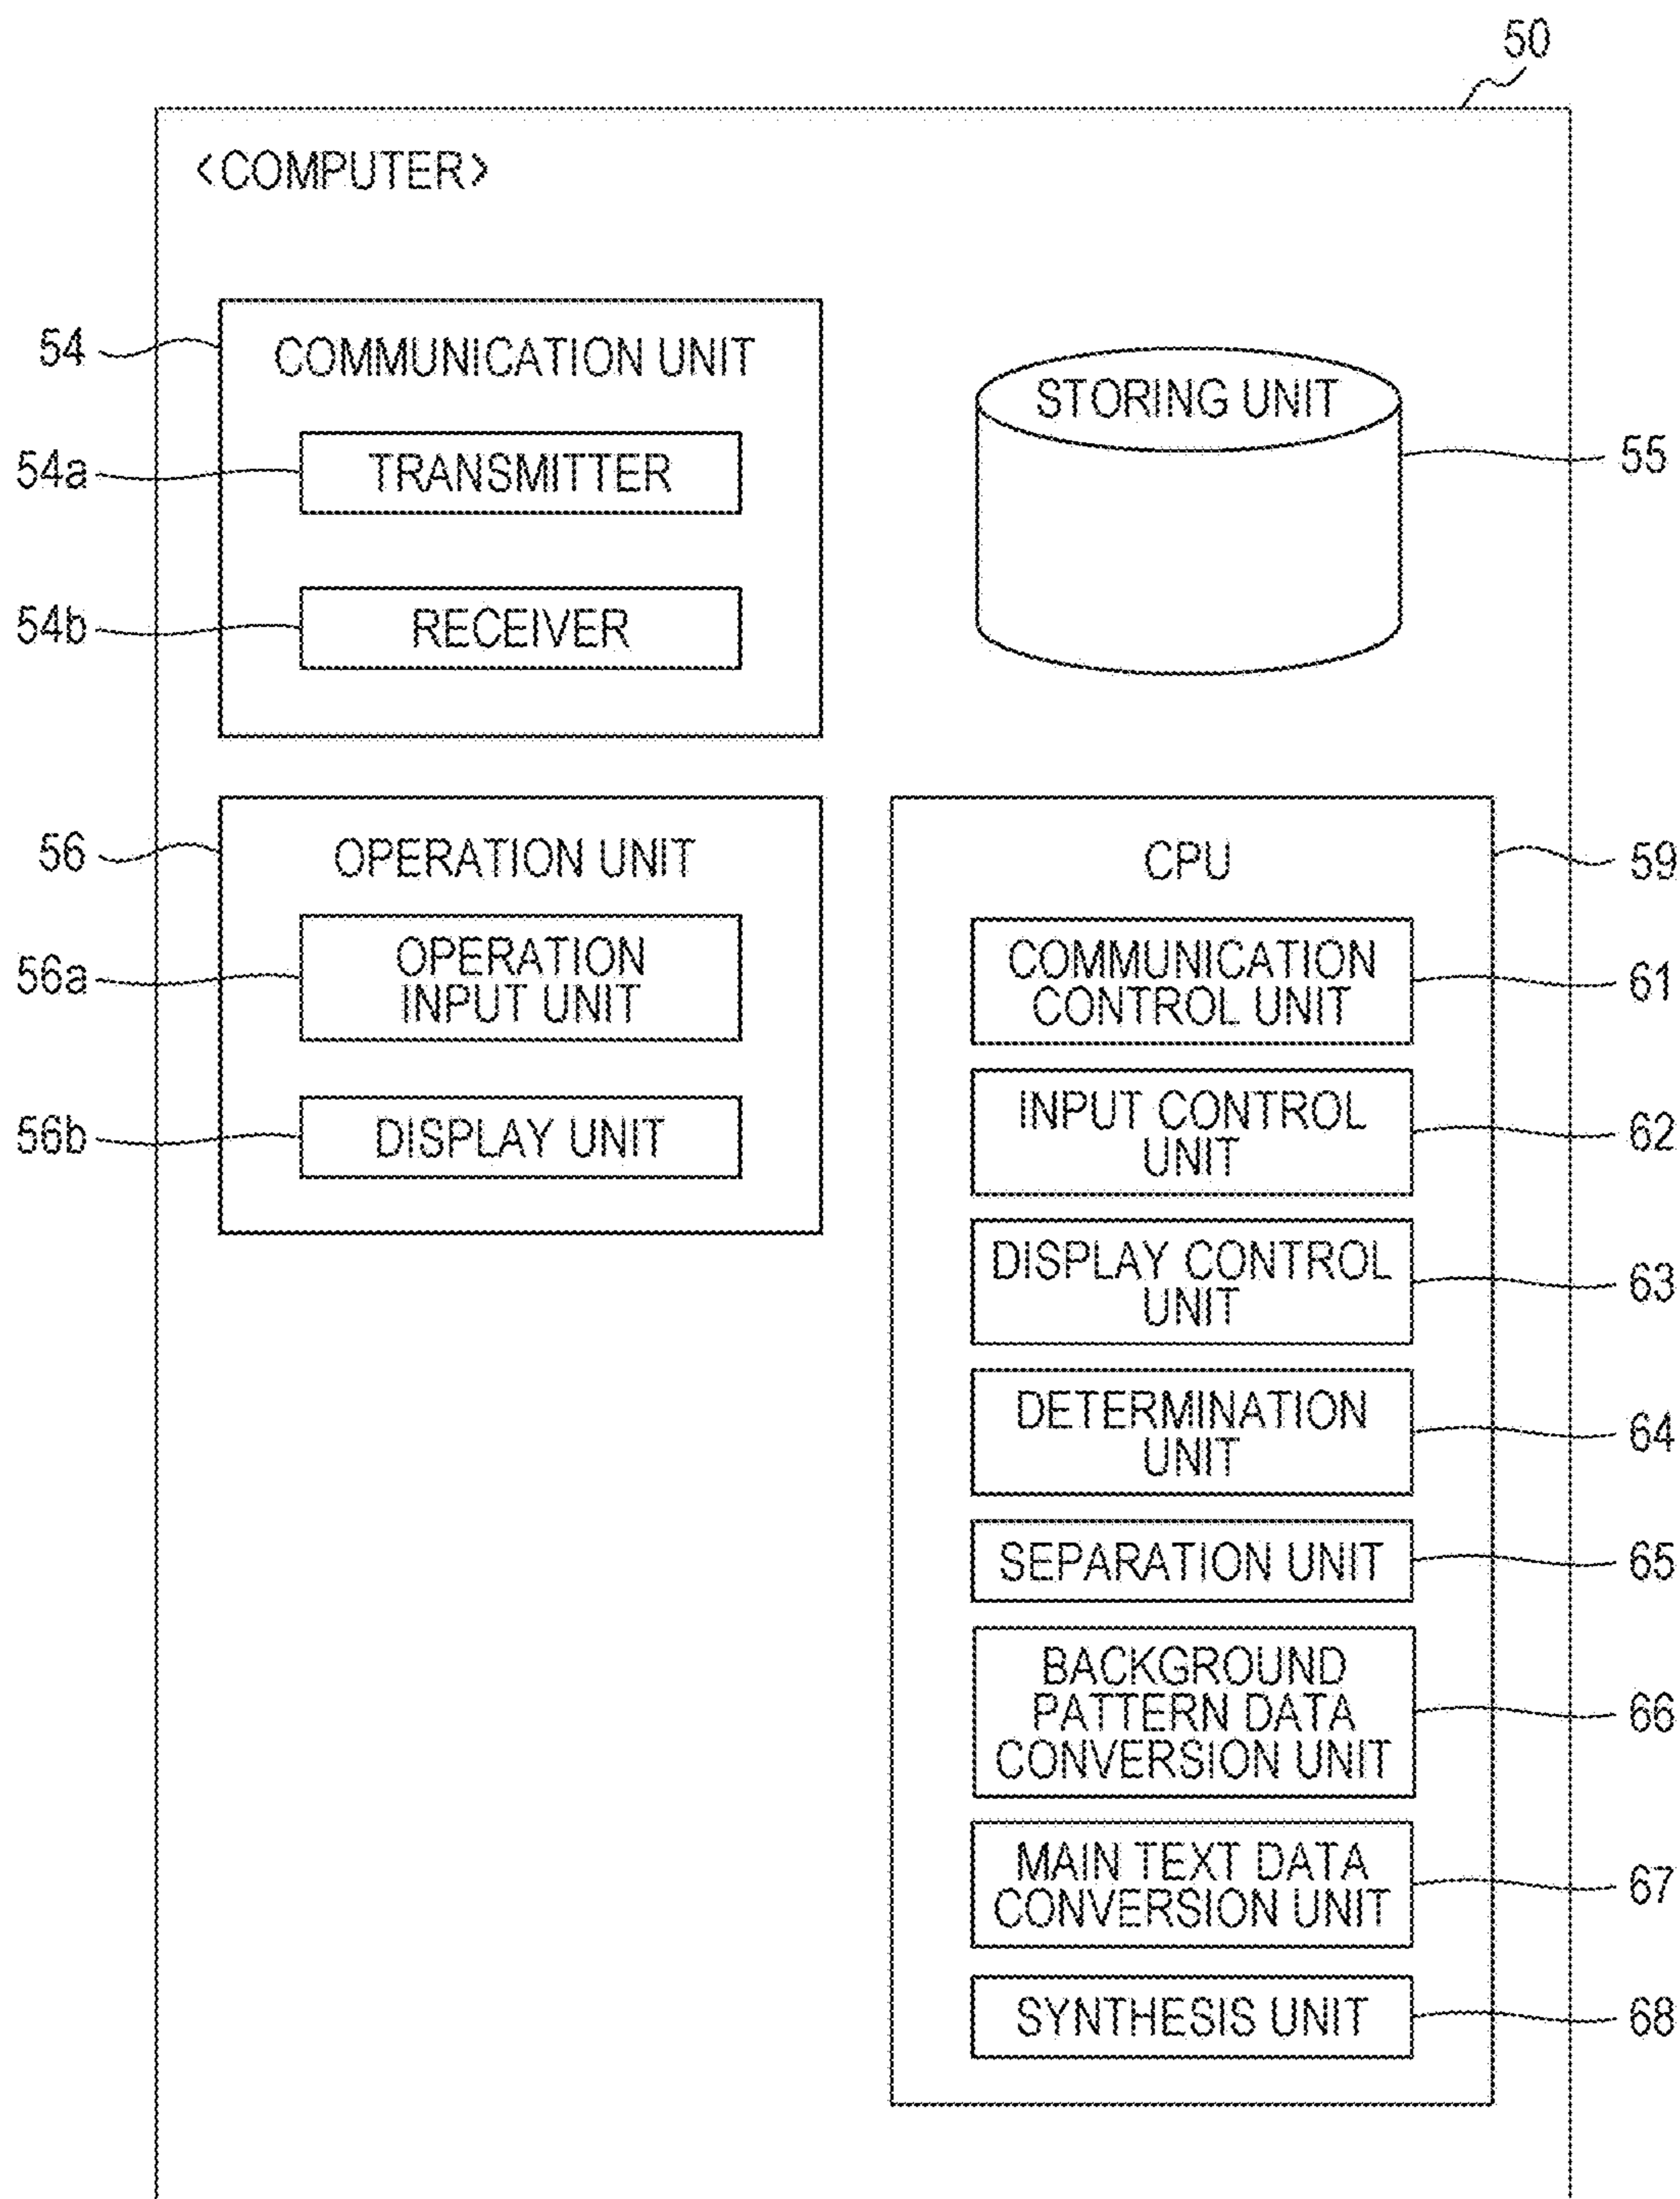 50
<COMPUTER>
54
COMMUNICATION UNIT
54a
TRANSMITTER
54b
RECEIVER
STORING UNIT
55
56
OPERATION UNIT
56a
OPERATION
INPUT UNIT
56b
DISPLAY UNIT
CPU
59
COMMUNICATION
CONTROL UNIT
61
INPUT CONTROL
UNIT
62
DISPLAY CONTROL
UNIT
63
DETERMINATION
UNIT
64
SEPARATION UNIT
65
BACKGROUND
PATTERN DATA
CONVERSION UNIT
66
MAIN TEXT DATA
CONVERSION UNIT
67
SYNTHESIS UNIT
68